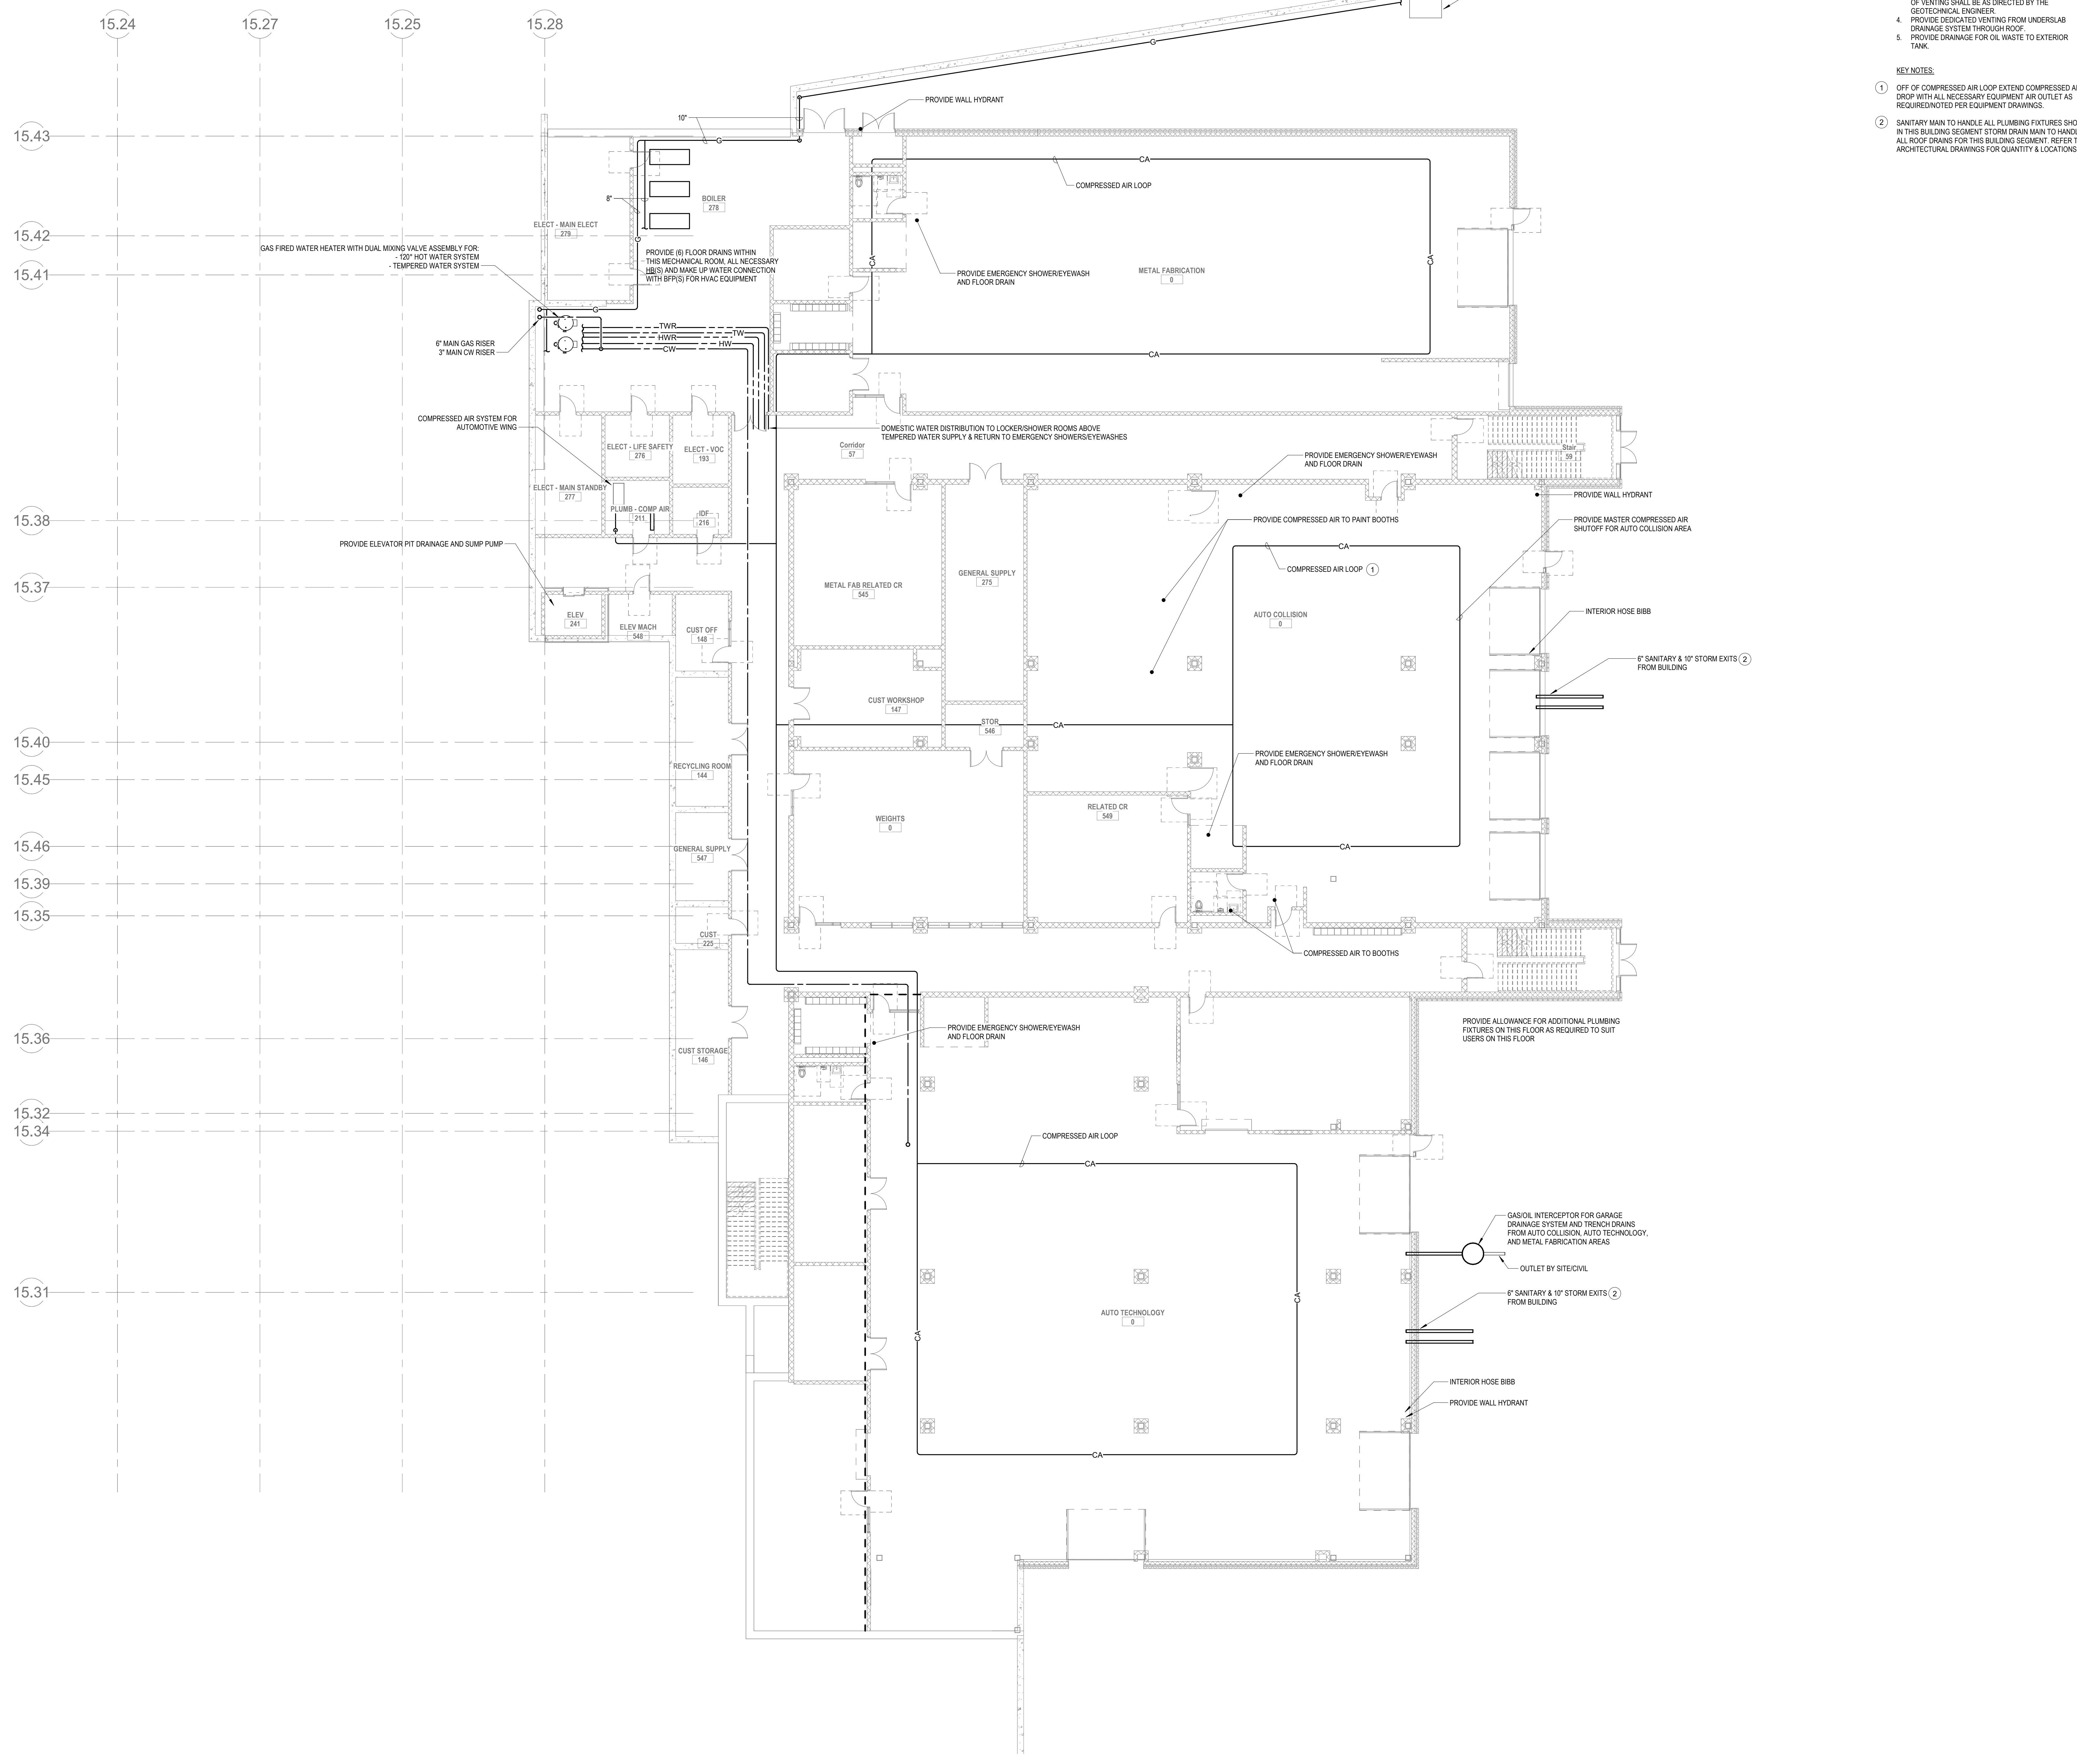 15.24
15.27
15.25
15.28
15.43
15.42
15.41
15.38
15.37
15.40
15.45
15.46
15.39
15.35
15.36
15.32
15.34
15.31
G
OF VENTING SHALL BE AS DIRECTED BY THE
GEOTECHNICAL ENGINEER.
4. PROVIDE DEDICATED VENTING FROM UNDERSLAB
DRAINAGE SYSTEM THROUGH ROOF.
5. PROVIDE DRAINAGE FOR OIL WASTE TO EXTERIOR
TANK.
KEY NOTES:
1 OFF OF COMPRESSED AIR LOOP EXTEND COMPRESSED
DROP WITH ALL NECESSARY EQUIPMENT AIR OUTLET AS
REQUIRED/NOTED PER EQUIPMENT DRAWINGS.
2 SANITARY MAIN TO HANDLE ALL PLUMBING FIXTURES
IN THIS BUILDING SEGMENT STORM DRAIN MAIN TO
ALL ROOF DRAINS FOR THIS BUILDING SEGMENT. REFER
ARCHITECTURAL DRAWINGS FOR QUANTITY & LOCATIONS
PROVIDE WALL HYDRANT
10"
G
CA
COMPRESSED AIR LOOP
8"
BOILER
278
ELECT - MAIN ELECT
279
G
GAS FIRED WATER HEATER WITH DUAL MIXING VALVE ASSEMBLY FOR:
- 120° HOT WATER SYSTEM
- TEMPERED WATER SYSTEM
PROVIDE (6) FLOOR DRAINS WITHIN
THIS MECHANICAL ROOM, ALL NECESSARY
HB(S) AND MAKE UP WATER CONNECTION
WITH BFP(S) FOR HVAC EQUIPMENT
CA
PROVIDE EMERGENCY SHOWER/EYEWASH
AND FLOOR DRAIN
METAL FABRICATION
0
CA
G
6" MAIN GAS RISER
3" MAIN CW RISER
TWR
TW
HWR
HW
CW
CA
COMPRESSED AIR SYSTEM FOR
AUTOMOTIVE WING
DOMESTIC WATER DISTRIBUTION TO LOCKER/SHOWER ROOMS ABOVE
TEMPERED WATER SUPPLY & RETURN TO EMERGENCY SHOWERS/EYEWASHES
ELECT - LIFE SAFETY
276
ELECT - VOC
193
Corridor
57
PROVIDE EMERGENCY SHOWER/EYEWASH
AND FLOOR DRAIN
Stair
59
ELECT - MAIN STANDBY
277
PLUMB - COMP AIR
211
IDF
216
PROVIDE WALL HYDRANT
PROVIDE COMPRESSED AIR TO PAINT BOOTHS
PROVIDE MASTER COMPRESSED AIR
SHUTOFF FOR AUTO COLLISION AREA
PROVIDE ELEVATOR PIT DRAINAGE AND SUMP PUMP
CA
COMPRESSED AIR LOOP 1
METAL FAB RELATED CR
545
GENERAL SUPPLY
275
AUTO COLLISION
0
INTERIOR HOSE BIBB
ELEV
241
ELEV MACH
548
CUST OFF
148
6" SANITARY & 10" STORM EXITS 2
FROM BUILDING
CUST WORKSHOP
147
STOR
546
CA
PROVIDE EMERGENCY SHOWER/EYEWASH
AND FLOOR DRAIN
RECYCLING ROOM
144
WEIGHTS
0
RELATED CR
549
GENERAL SUPPLY
547
CA
CUST
225
COMPRESSED AIR TO BOOTHS
PROVIDE EMERGENCY SHOWER/EYEWASH
AND FLOOR DRAIN
PROVIDE ALLOWANCE FOR ADDITIONAL PLUMBING
FIXTURES ON THIS FLOOR AS REQUIRED TO SUIT
USERS ON THIS FLOOR
CUST STORAGE
146
COMPRESSED AIR LOOP
CA
GAS/OIL INTERCEPTOR FOR GARAGE
DRAINAGE SYSTEM AND TRENCH DRAINS
FROM AUTO COLLISION, AUTO TECHNOLOGY,
AND METAL FABRICATION AREAS
OUTLET BY SITE/CIVIL
CA
6" SANITARY & 10" STORM EXITS 2
FROM BUILDING
AUTO TECHNOLOGY
0
CA
INTERIOR HOSE BIBB
PROVIDE WALL HYDRANT
CA